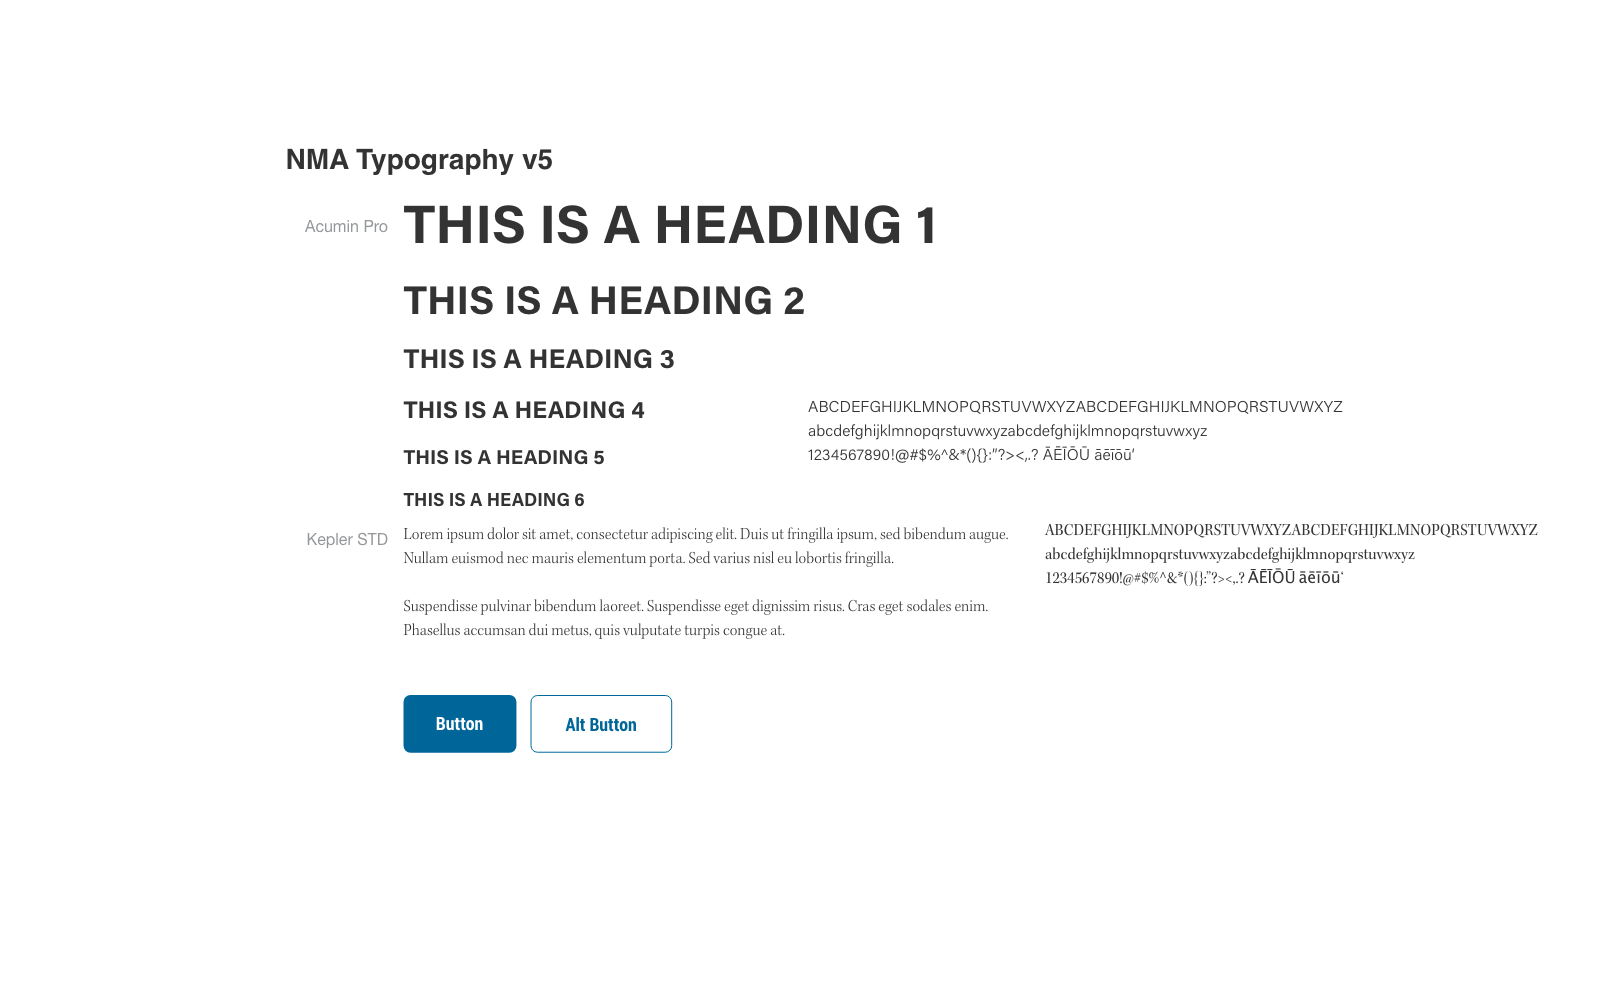 NMA Typography v5
Acumin Pro
THIS IS A HEADING 1
THIS IS A HEADING 2
THIS IS A HEADING 3
THIS IS A HEADING 4
ABCDEFGHIJKLMNOPQRSTUVWXYZABCDEFGHIJKLMNOPQRSTUVWXYZ
abcdefghijklmnopqrstuvwxyzabcdefghijklmnopqrstuvwxyz
1234567890!@#$%^&*(){}:"?><,.? ĀĒĪŌŪ āēīōū‘
THIS IS A HEADING 5
THIS IS A HEADING 6
Kepler STD
Lorem ipsum dolor sit amet, consectetur adipiscing elit. Duis ut fringilla ipsum, sed bibendum augue.
Nullam euismod nec mauris elementum porta. Sed varius nisl eu lobortis fringilla.
Suspendisse pulvinar bibendum laoreet. Suspendisse eget dignissim risus. Cras eget sodales enim.
Phasellus accumsan dui metus, quis vulputate turpis congue at.
ABCDEFGHIJKLMNOPQRSTUVWXYZABCDEFGHIJKLMNOPQRSTUVWXYZ
abcdefghijklmnopqrstuvwxyzabcdefghijklmnopqrstuvwxyz
1234567890!@#$%^&*(){}:"?><,.? ĀĒĪŌŪ āēīōū‘
Button
Alt Button